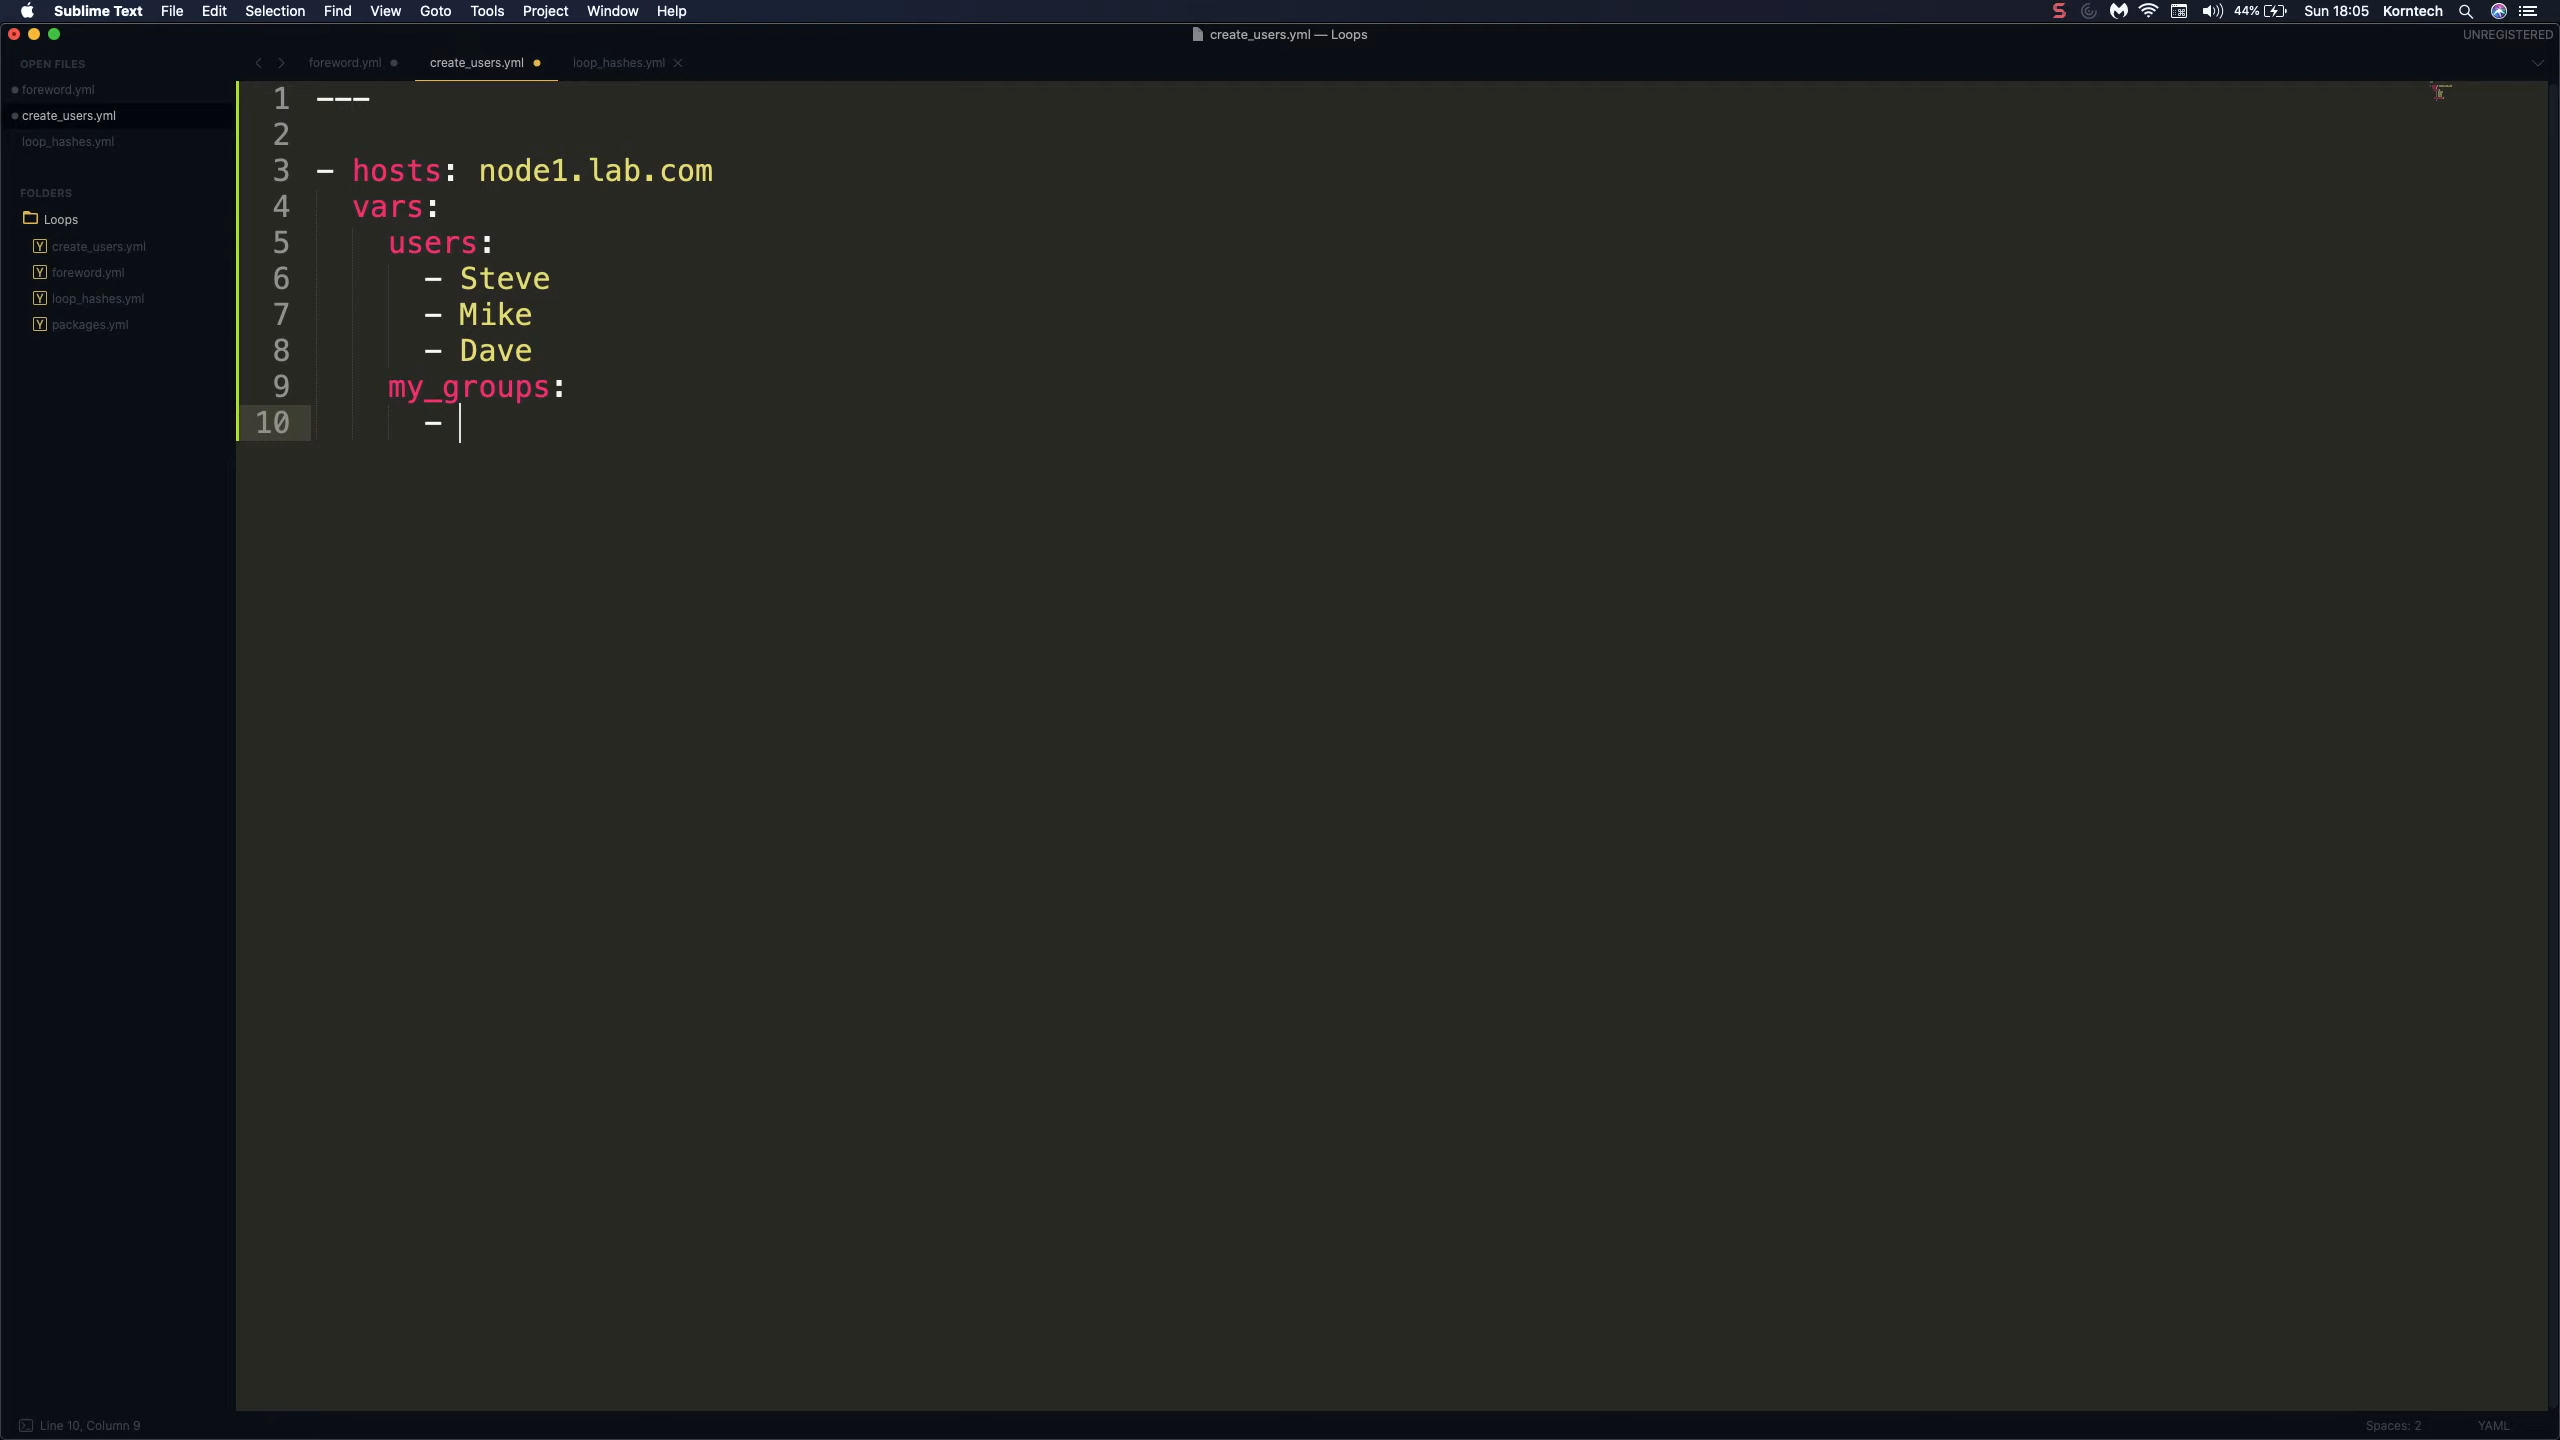 Sublime Text File Edit Selection Find View Goto Tools Project Window Help 44% Sun 18:05 Korntech
create_users.yml — Loops UNREGISTERED
OPEN FILES
foreword.yml
create_users.yml
loop_hashes.yml
FOLDERS
Loops
create_users.yml
foreword.yml
loop_hashes.yml
packages.yml
foreword.yml create_users.yml loop_hashes.yml
1 ---
2
3 - hosts: node1.lab.com
4 vars:
5 users:
6 - Steve
7 - Mike
8 - Dave
9 my_groups:
10 -
Line 10, Column 9 Spaces: 2 YAML